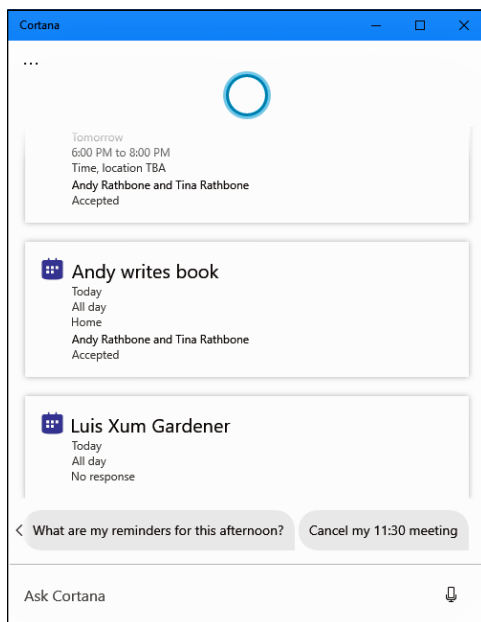 Cortana
...
Tomorrow
6:00 PM to 8:00 PM
Time, location TBA
Andy Rathbone and Tina Rathbone
Accepted
Andy writes book
Today
All day
Home
Andy Rathbone and Tina Rathbone
Accepted
Luis Xum Gardener
Today
All day
No response
What are my reminders for this afternoon? Cancel my 11:30 meeting
Ask Cortana